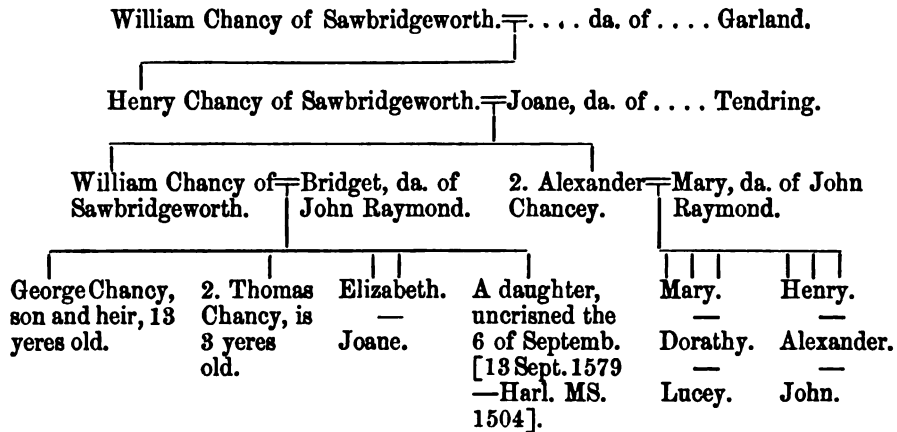 William Chancy of Sawbridgeworth.=. . . . da. of . . . . Garland.
Henry Chancy of Sawbridgeworth.=Joane, da. of . . . . Tendring.
William Chancy of=Bridget, da. of
Sawbridgeworth. John Raymond.
2. Alexander=Mary, da. of John
Chancey. Raymond.
George Chancy,
son and heir, 13
yeres old.
2. Thomas
Chancy, is
3 yeres
old.
Elizabeth.
—
Joane.
A daughter,
uncrisned the
6 of Septemb.
[13 Sept. 1579
—Harl. MS.
1504].
Mary.
—
Dorathy.
—
Lucey.
Henry.
—
Alexander.
—
John.